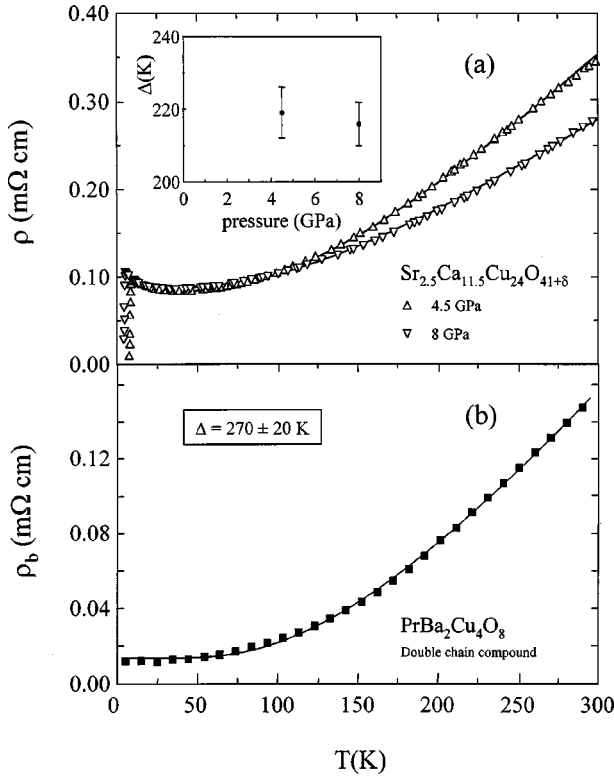 0.40
0.30
0.20
0.10
0.00
ρ (mΩ cm)
240
220
200
Δ(K)
0 2 4 6 8
pressure (GPa)
(a)
Sr2.5Ca11.5Cu24O41+δ
△ 4.5 GPa
▽ 8 GPa
0.12
0.08
0.04
0.00
ρb (mΩ cm)
Δ = 270 ± 20 K
(b)
PrBa2Cu4O8
Double chain compound
0 50 100 150 200 250 300
T(K)